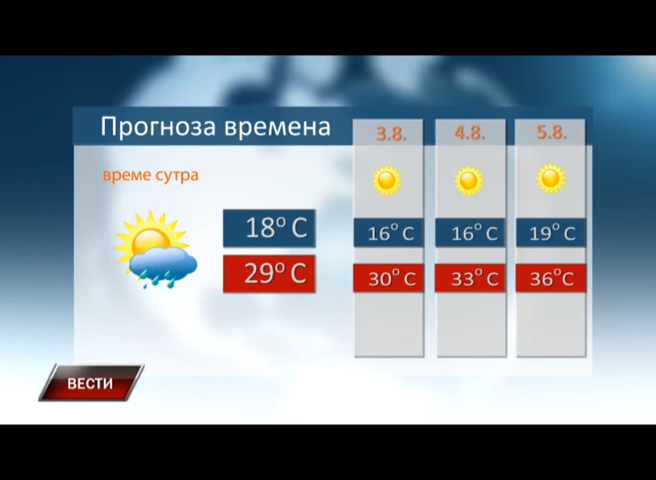 Прогноза времена
време сутра
18°C
29°C
3.8.
16°C
30°C
4.8.
16°C
33°C
5.8.
19°C
36°C
ВЕСТИ